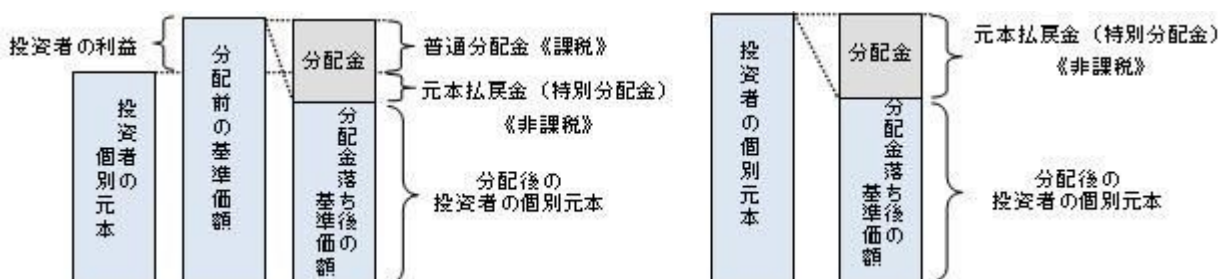 投資者の利益
投資者の
個別元本
分配前の基準価額
分配金
分配金落ち後の
基準価額
普通分配金《課税》
元本払戻金（特別分配金）
《非課税》
分配後の
投資者の個別元本
投資者の個別元本
分配金
分配金落ち後の
基準価額
元本払戻金（特別分配金）
《非課税》
分配後の
投資者の個別元本